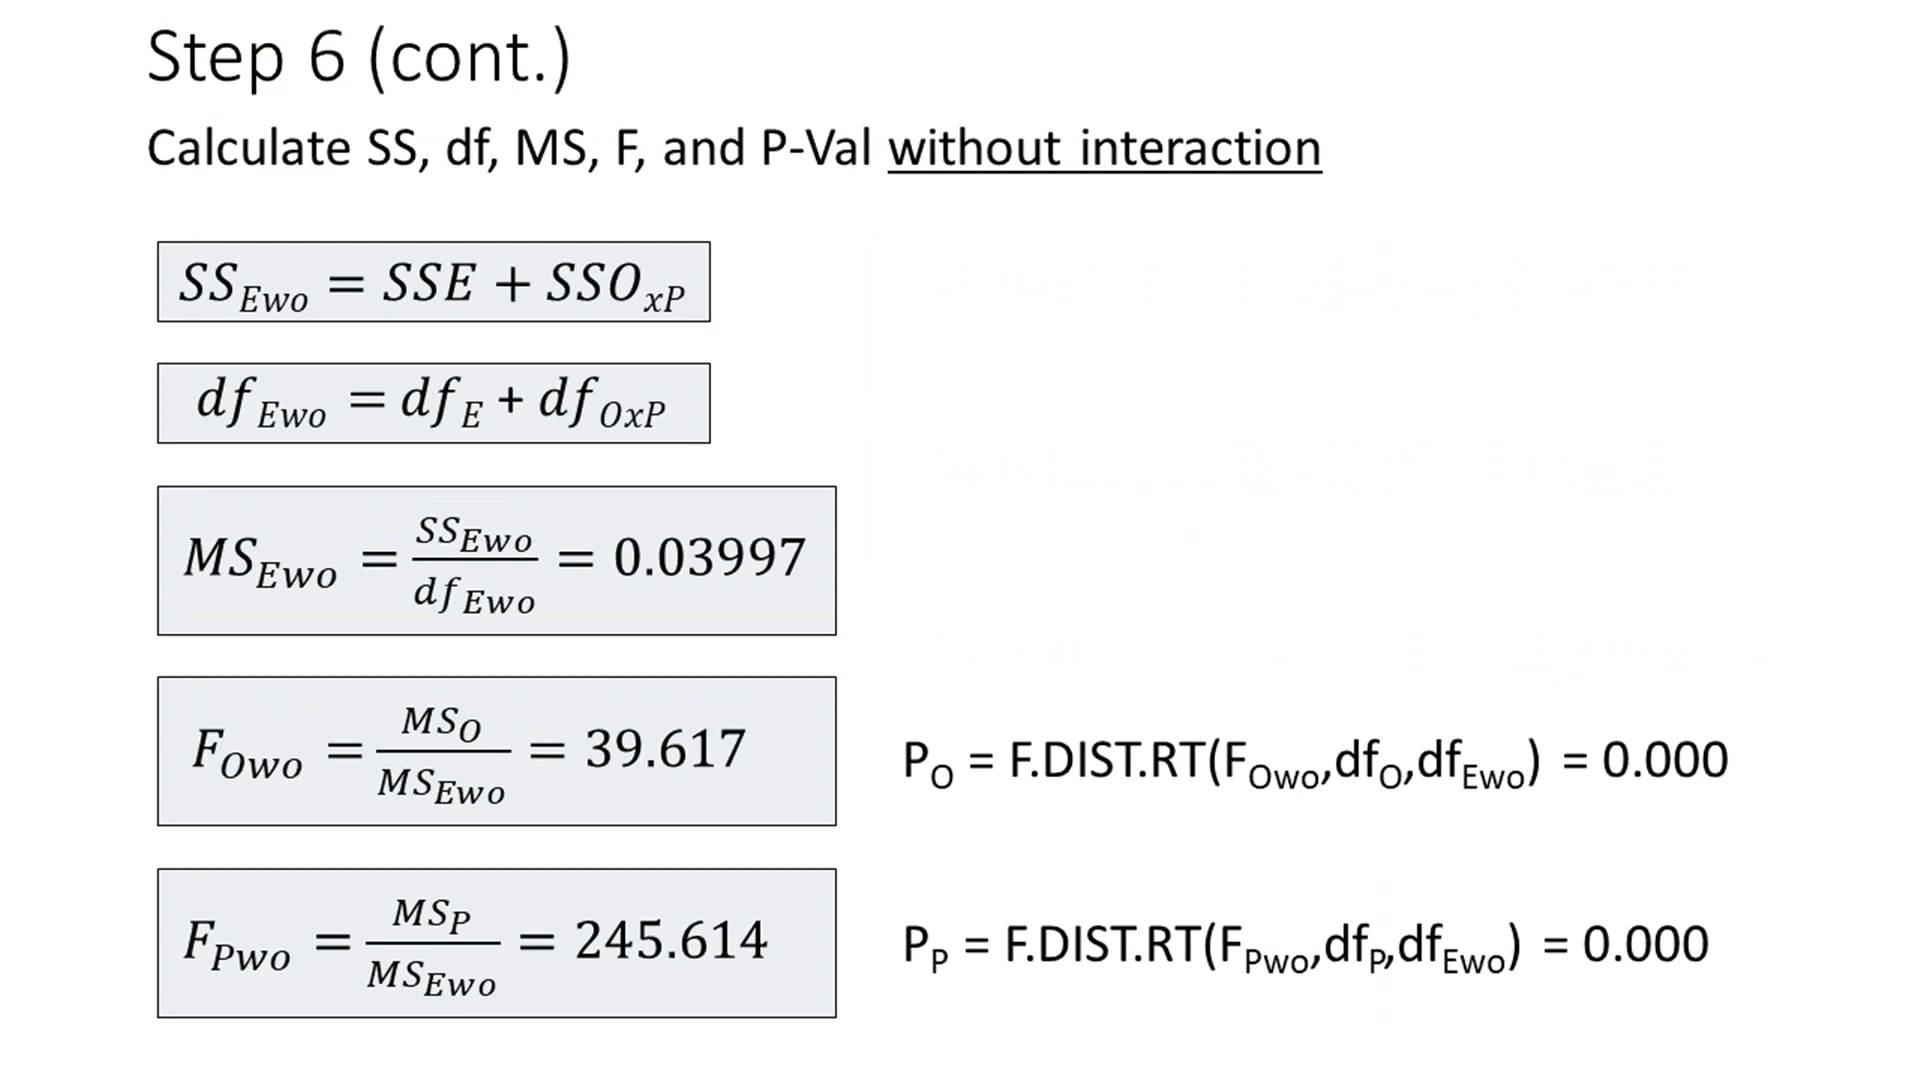 Step 6 (cont.)
Calculate SS, df, MS, F, and P-Val without interaction
SS_Ewo = SSE + SSO_xP
df_Ewo = df_E + df_OxP
MS_Ewo = SS_Ewo / df_Ewo = 0.03997
F_Owo = MS_O / MS_Ewo = 39.617
P_O = F.DIST.RT(F_Owo,df_O,df_Ewo) = 0.000
F_Pwo = MS_P / MS_Ewo = 245.614
P_P = F.DIST.RT(F_Pwo,df_P,df_Ewo) = 0.000